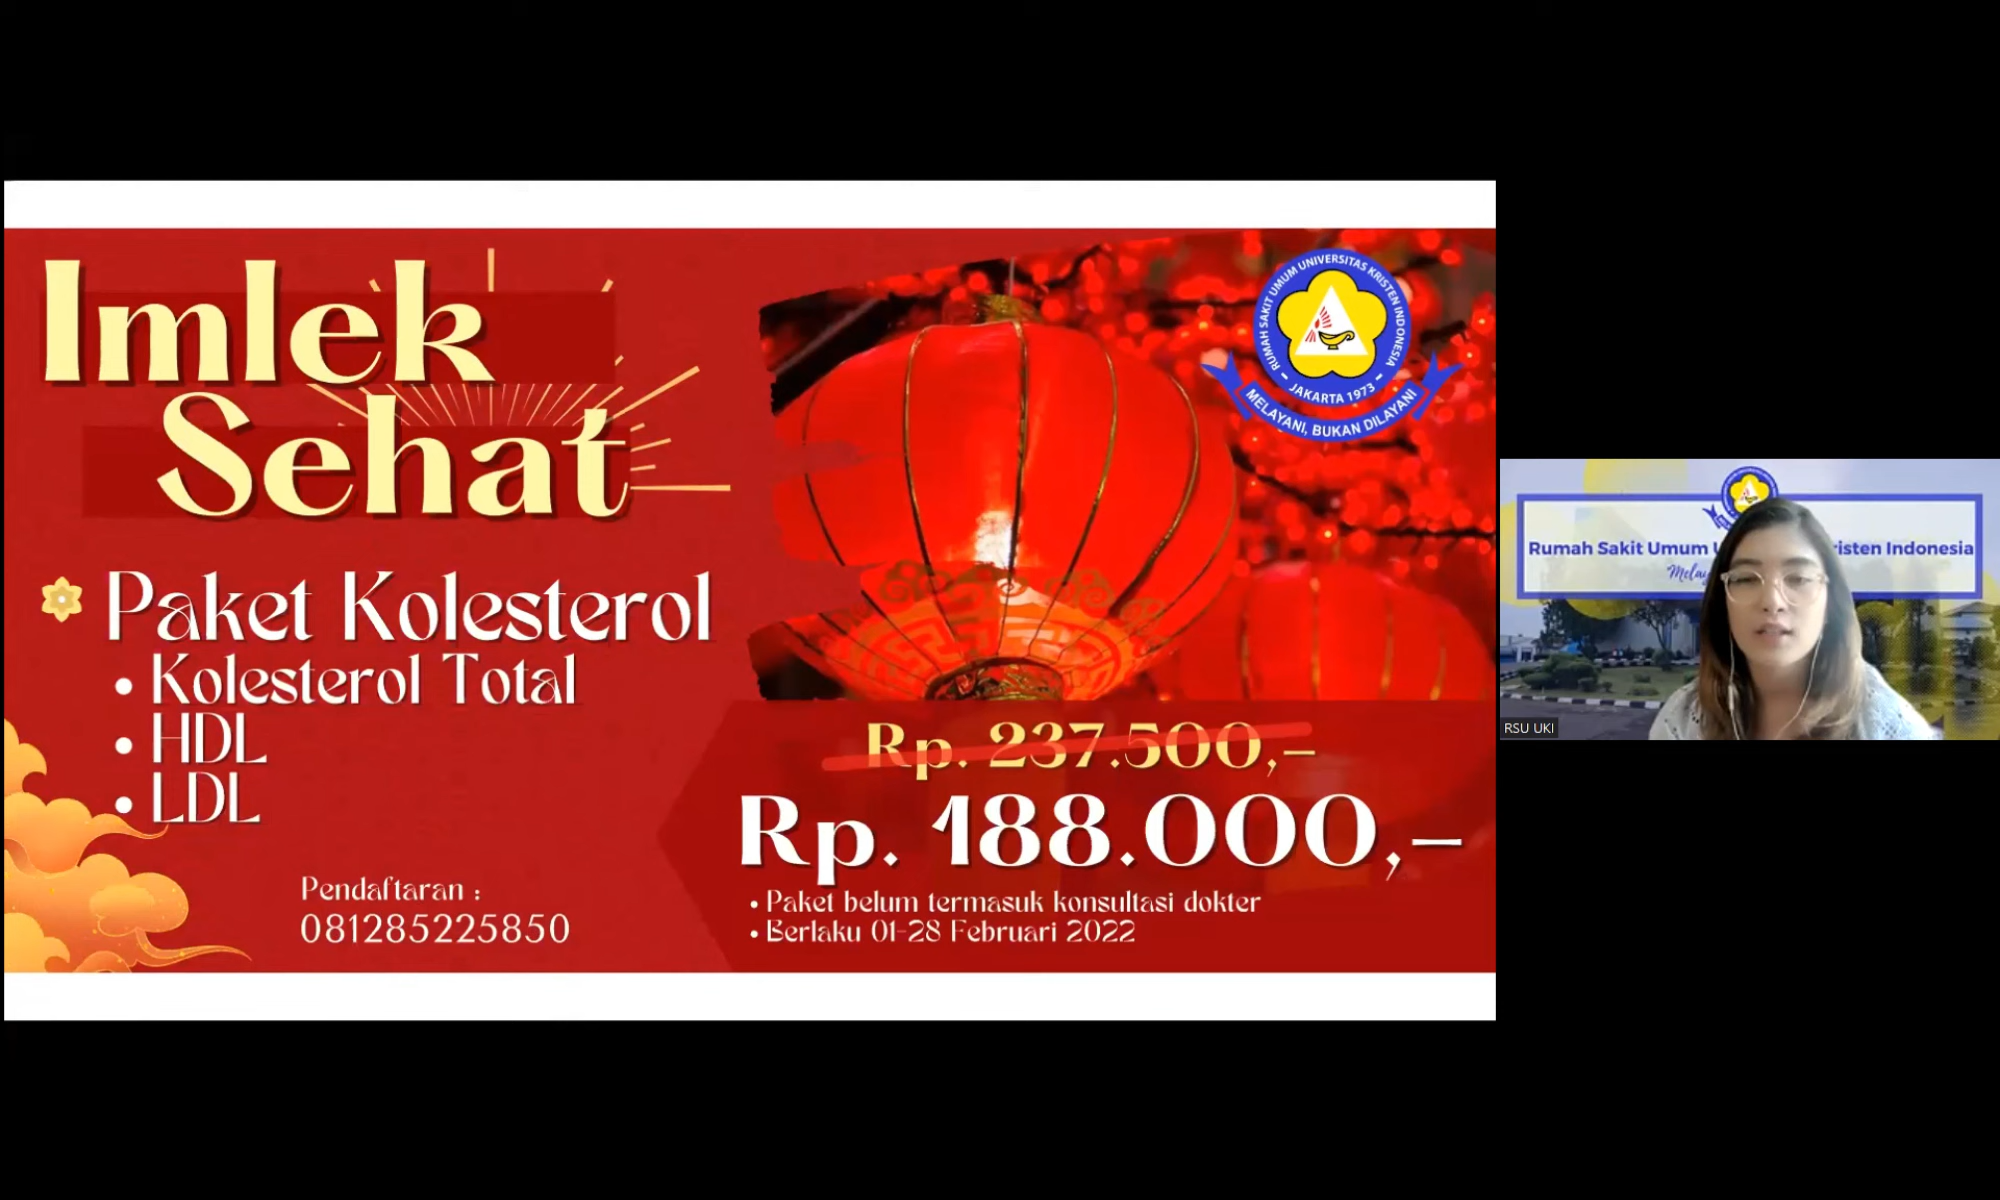 Imlek
Sehat
Paket Kolesterol
• Kolesterol Total
• HDL
• LDL
Pendaftaran :
081285225850
RUMAH SAKIT UMUM UNIVERSITAS KRISTEN INDONESIA
– JAKARTA 1973 –
MELAYANI, BUKAN DILAYANI
Rp. 237.500,–
Rp. 188.000,–
• Paket belum termasuk konsultasi dokter
• Berlaku 01-28 Februari 2022
Rumah Sakit Umum isten Indonesia
RSU UKI